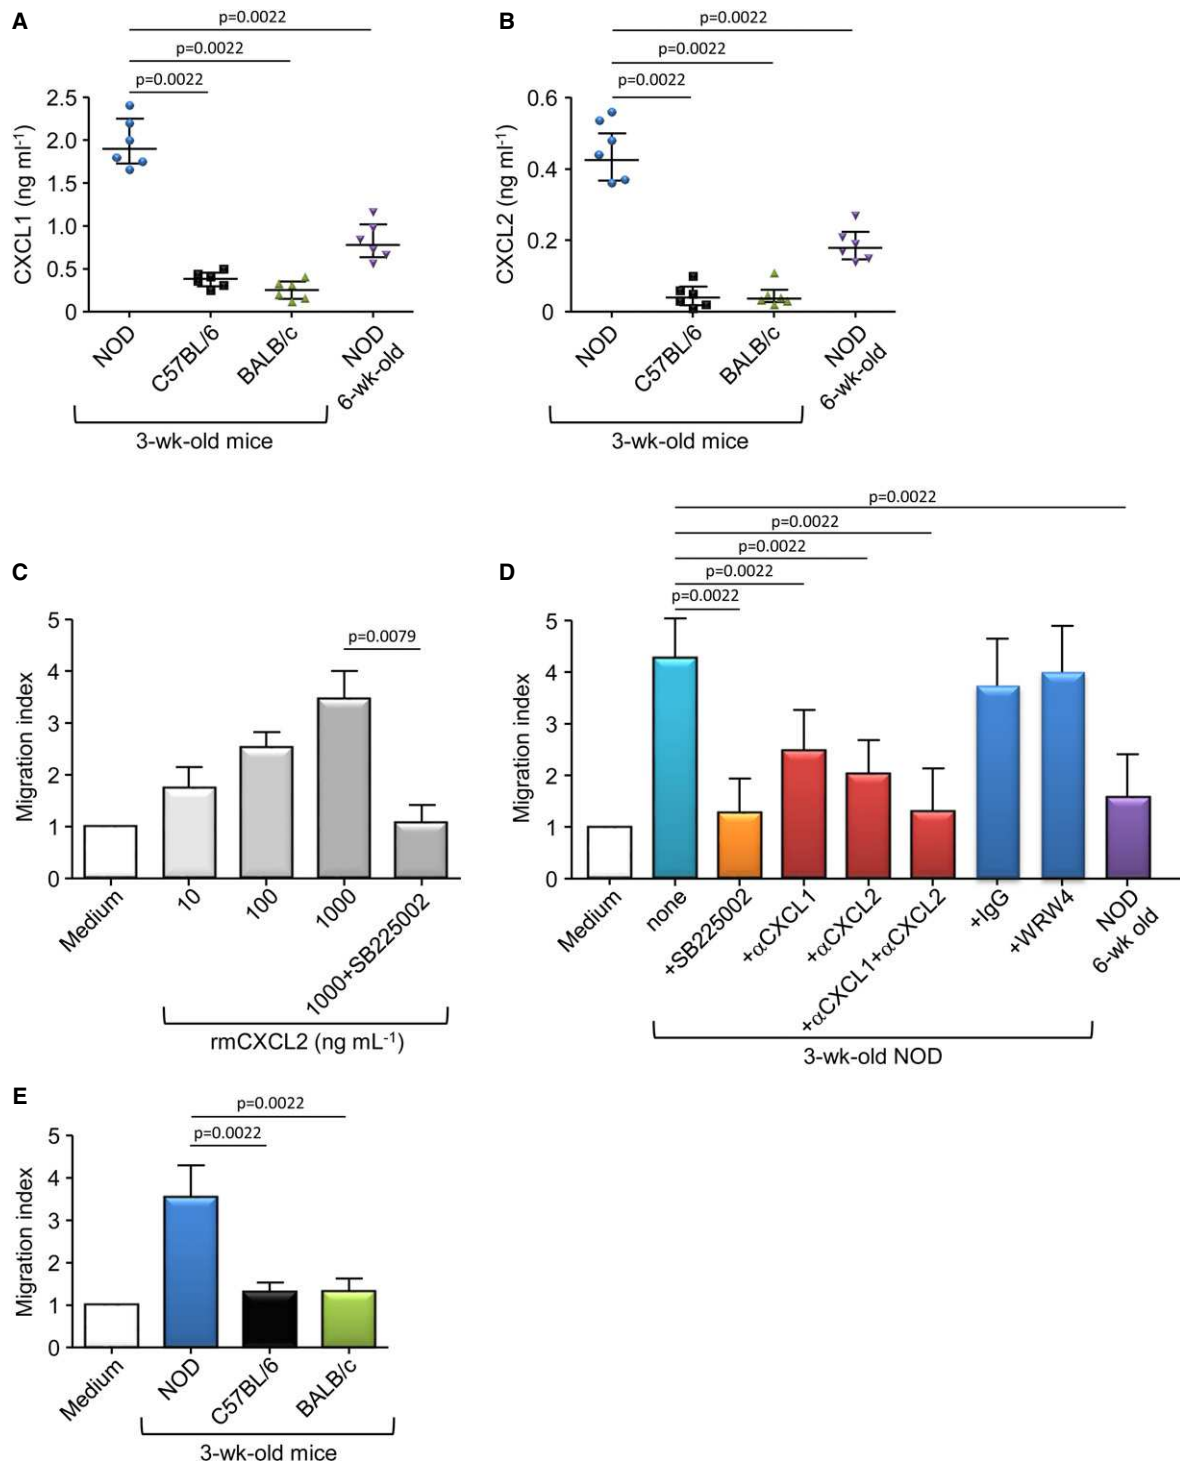 A
p=0.0022
p=0.0022
p=0.0022
CXCL1 (ng ml-1)
2.5
2.0
1.5
1.0
0.5
0
NOD
C57BL/6
BALB/c
NOD
6-wk-old
3-wk-old mice
B
p=0.0022
p=0.0022
p=0.0022
CXCL2 (ng ml-1)
0.6
0.4
0.2
0
NOD
C57BL/6
BALB/c
NOD
6-wk-old
3-wk-old mice
C
p=0.0079
Migration index
5
4
3
2
1
0
Medium
10
100
1000
1000+SB225002
rmCXCL2 (ng mL-1)
D
p=0.0022
p=0.0022
p=0.0022
p=0.0022
p=0.0022
Migration index
5
4
3
2
1
0
Medium
none
+SB225002
+αCXCL1
+αCXCL2
+αCXCL1+αCXCL2
+IgG
+WRW4
NOD
6-wk old
3-wk-old NOD
E
p=0.0022
p=0.0022
Migration index
5
4
3
2
1
0
Medium
NOD
C57BL/6
BALB/c
3-wk-old mice